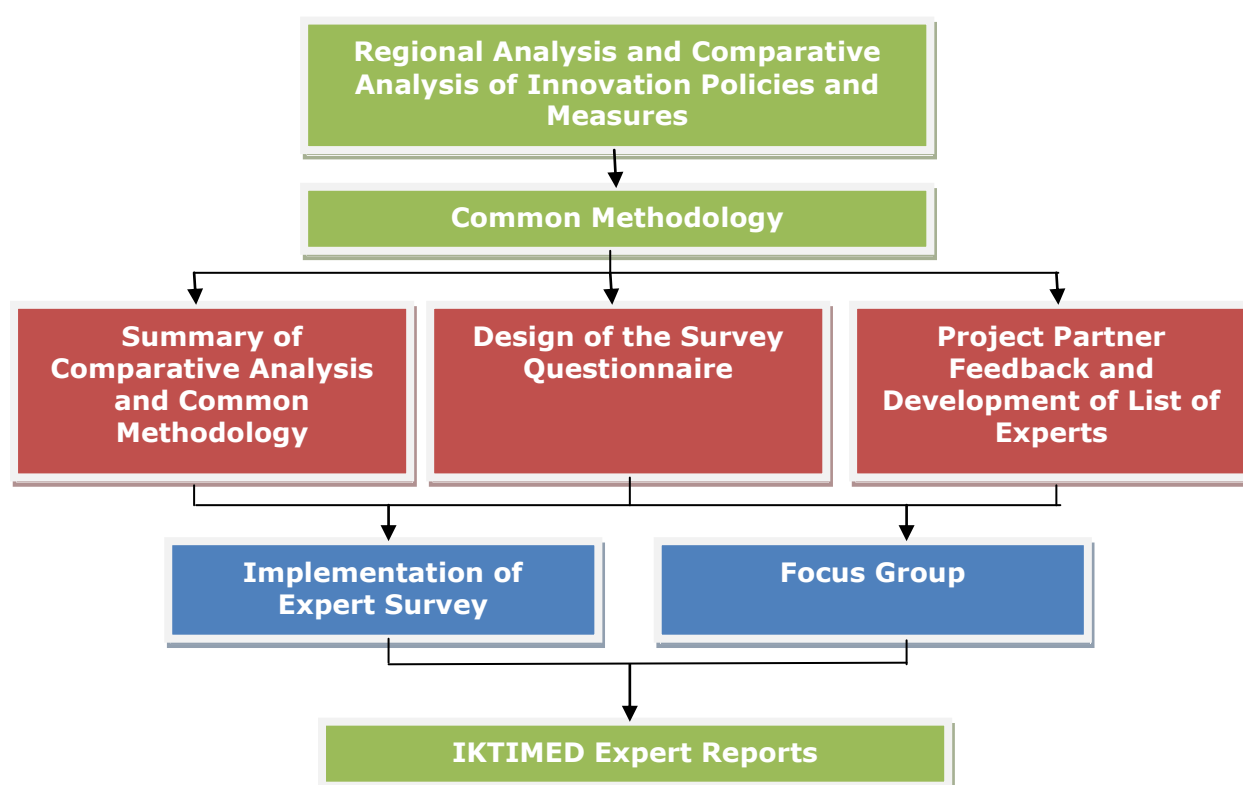 Regional Analysis and Comparative
Analysis of Innovation Policies and
Measures
Common Methodology
Summary of
Comparative Analysis
and Common
Methodology
Design of the Survey
Questionnaire
Project Partner
Feedback and
Development of List of
Experts
Implementation of
Expert Survey
Focus Group
IKTIMED Expert Reports